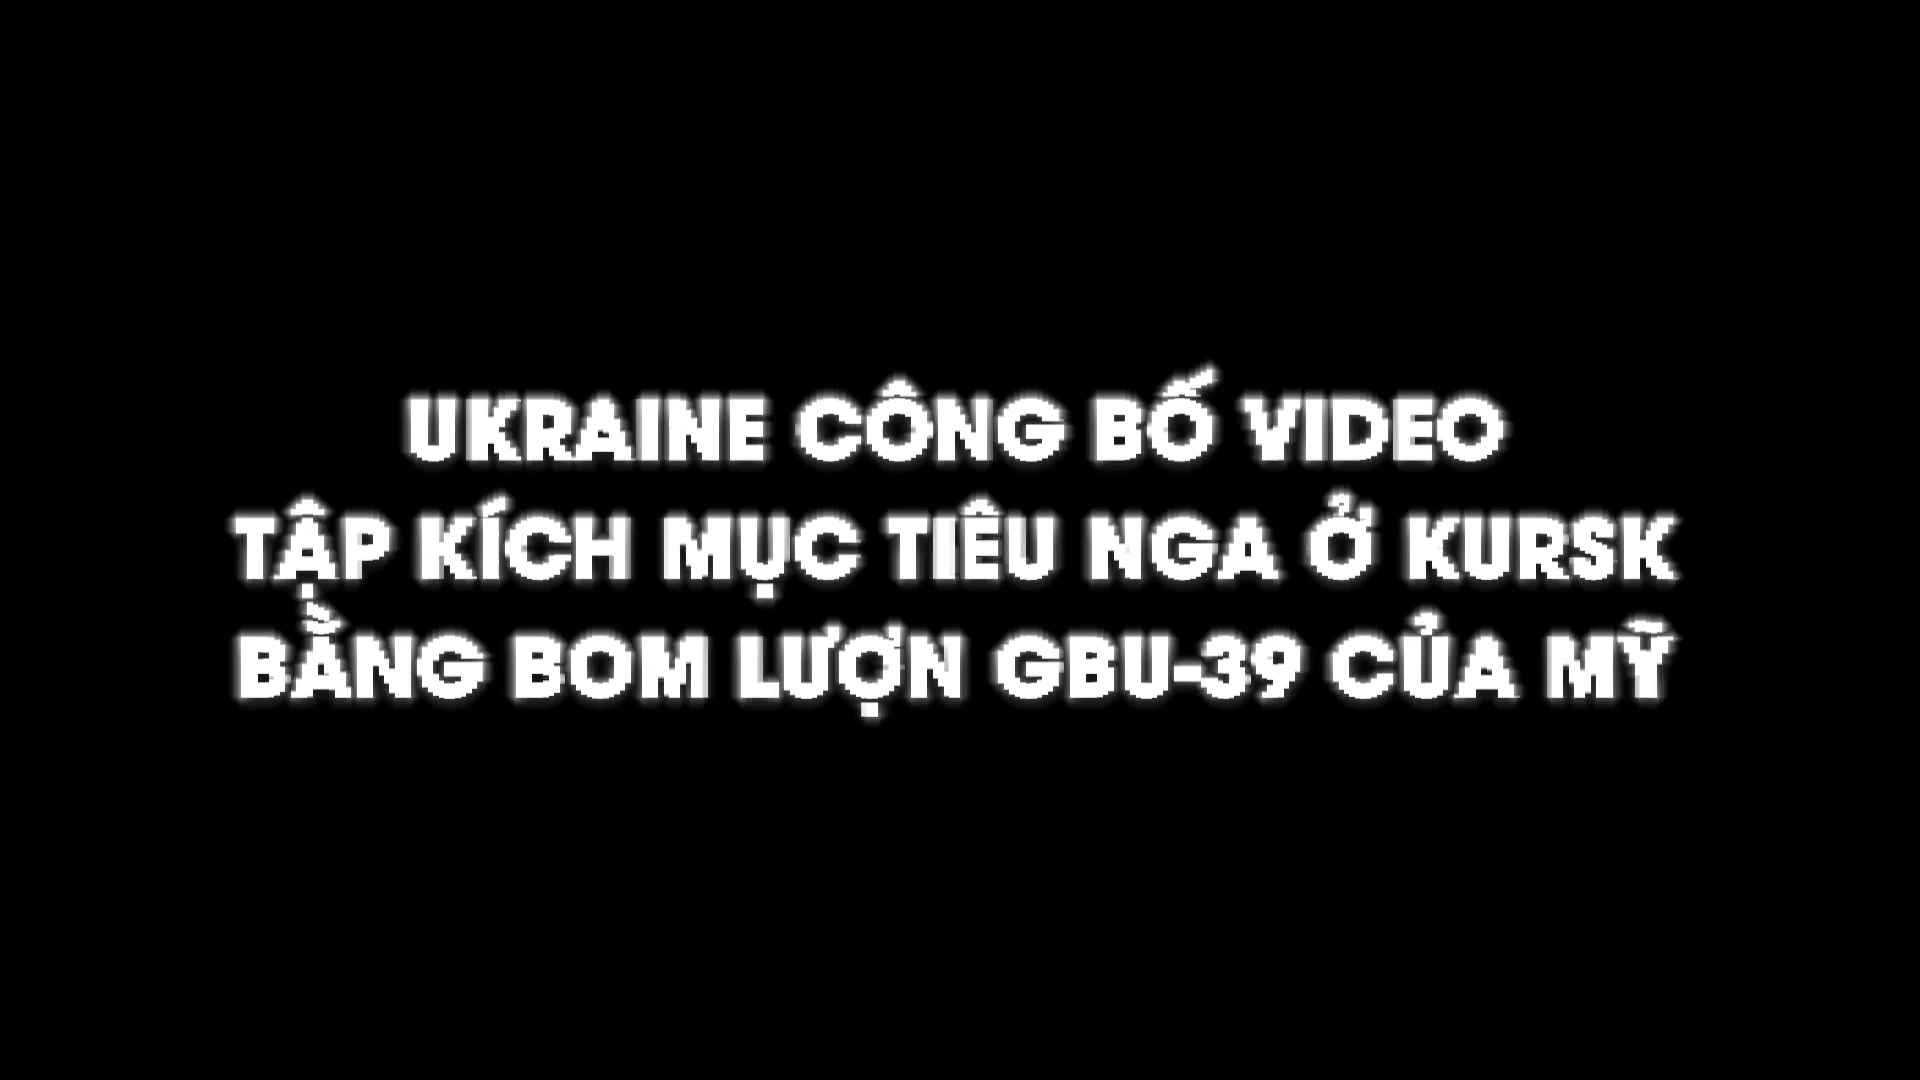 UKRAINE CÔNG BỐ VIDEO
TẬP KÍCH MỤC TIÊU NGA Ở KURSK
BẰNG BOM LƯỢN GBU-39 CỦA MỸ